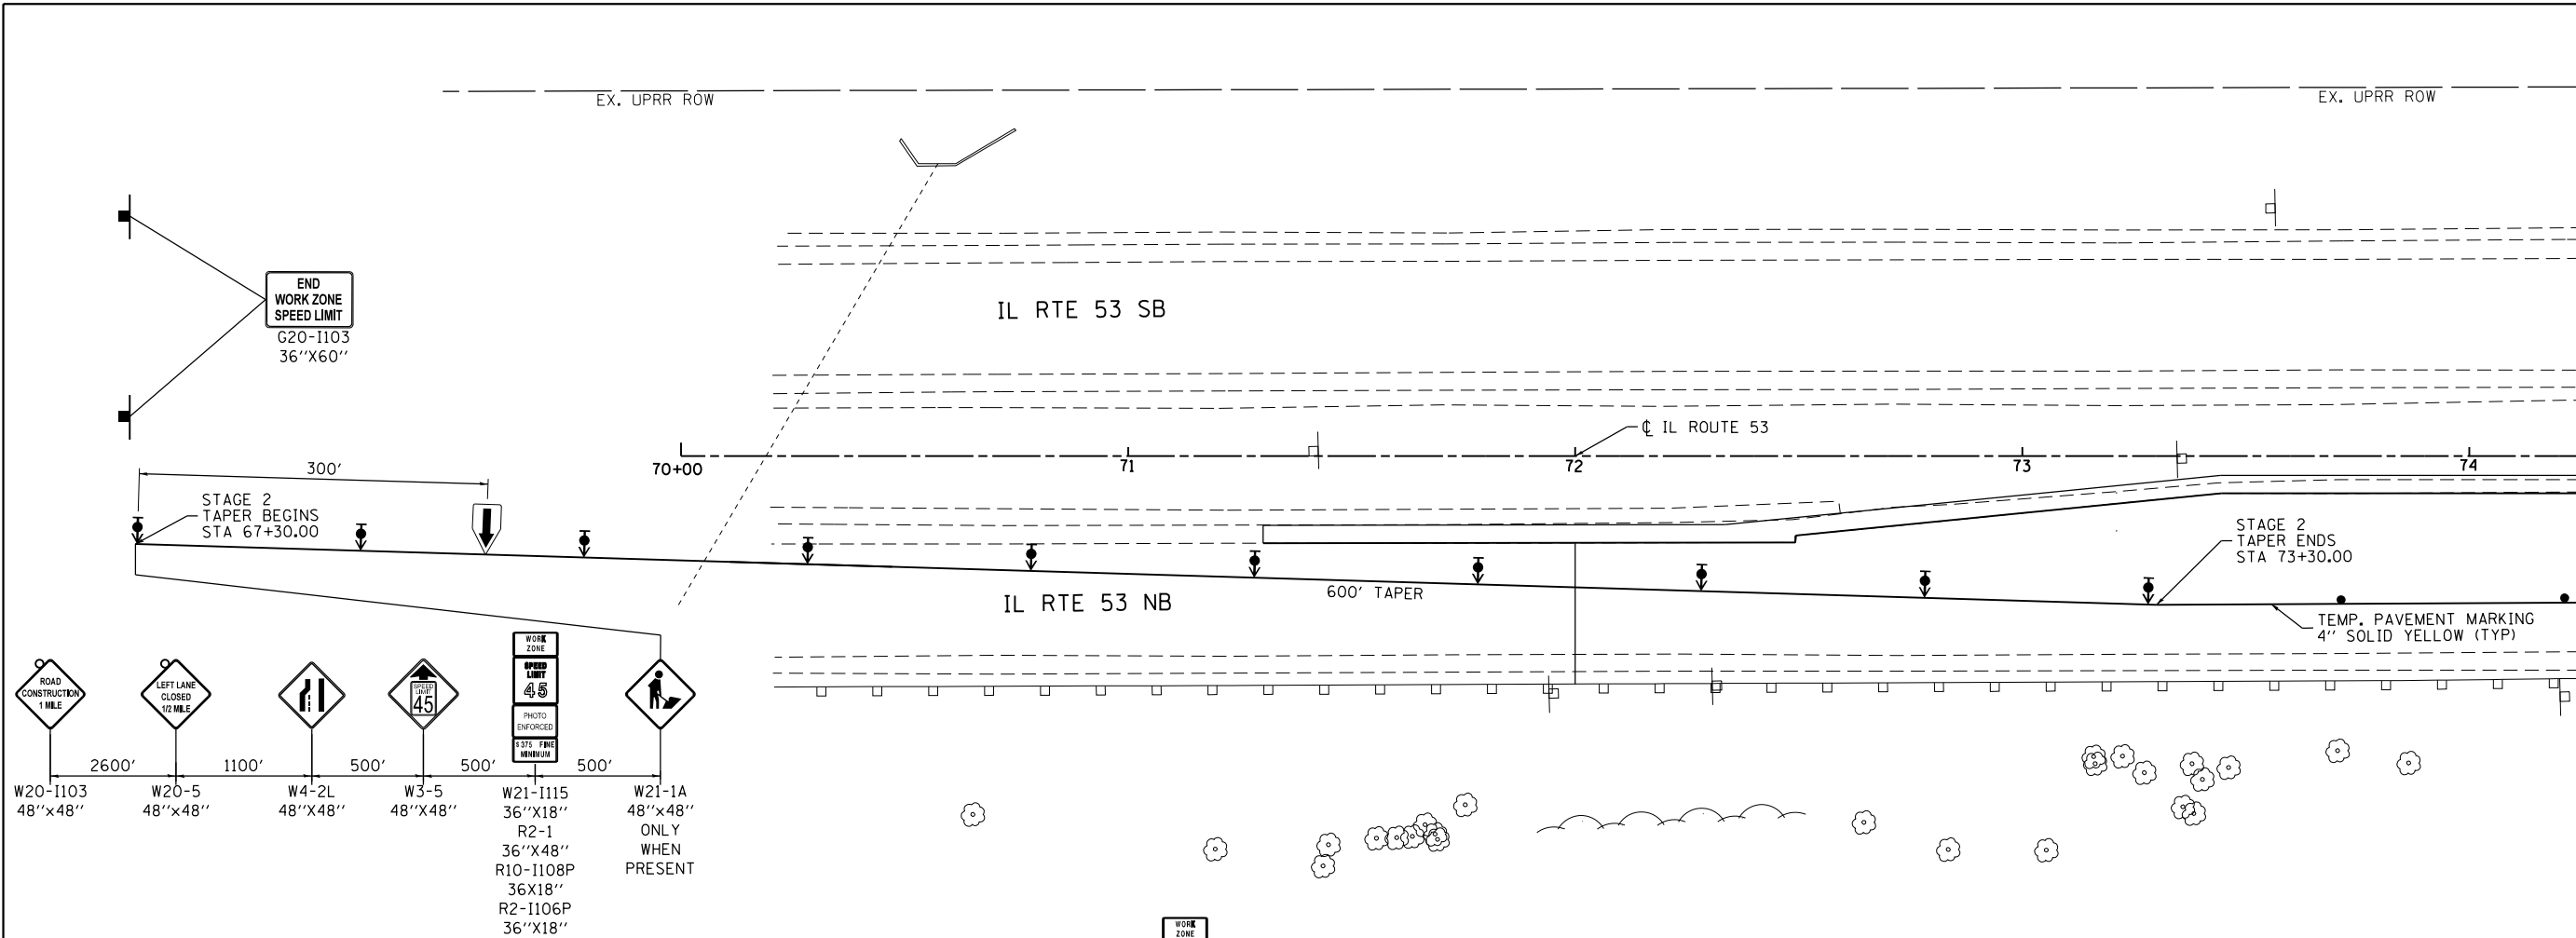 EX. UPRR ROW
EX. UPRR ROW
END
WORK ZONE
SPEED LIMIT
G20-I103
36''X60''
IL RTE 53 SB
℄ IL ROUTE 53
70+00
71
72
73
74
300'
STAGE 2
TAPER BEGINS
STA 67+30.00
STAGE 2
TAPER ENDS
STA 73+30.00
600' TAPER
IL RTE 53 NB
TEMP. PAVEMENT MARKING
4'' SOLID YELLOW (TYP)
ROAD
CONSTRUCTION
1 MILE
LEFT LANE
CLOSED
1/2 MILE
SPEED
LIMIT
45
WORK
ZONE
SPEED
LIMIT
45
PHOTO
ENFORCED
$375 FINE
MINIMUM
2600'
1100'
500'
500'
500'
W20-I103
48''x48''
W20-5
48''x48''
W4-2L
48''X48''
W3-5
48''X48''
W21-I115
36''X18''
R2-1
36''X48''
R10-I108P
36X18''
R2-I106P
36''X18''
W21-1A
48''x48''
ONLY
WHEN
PRESENT
WORK
ZONE